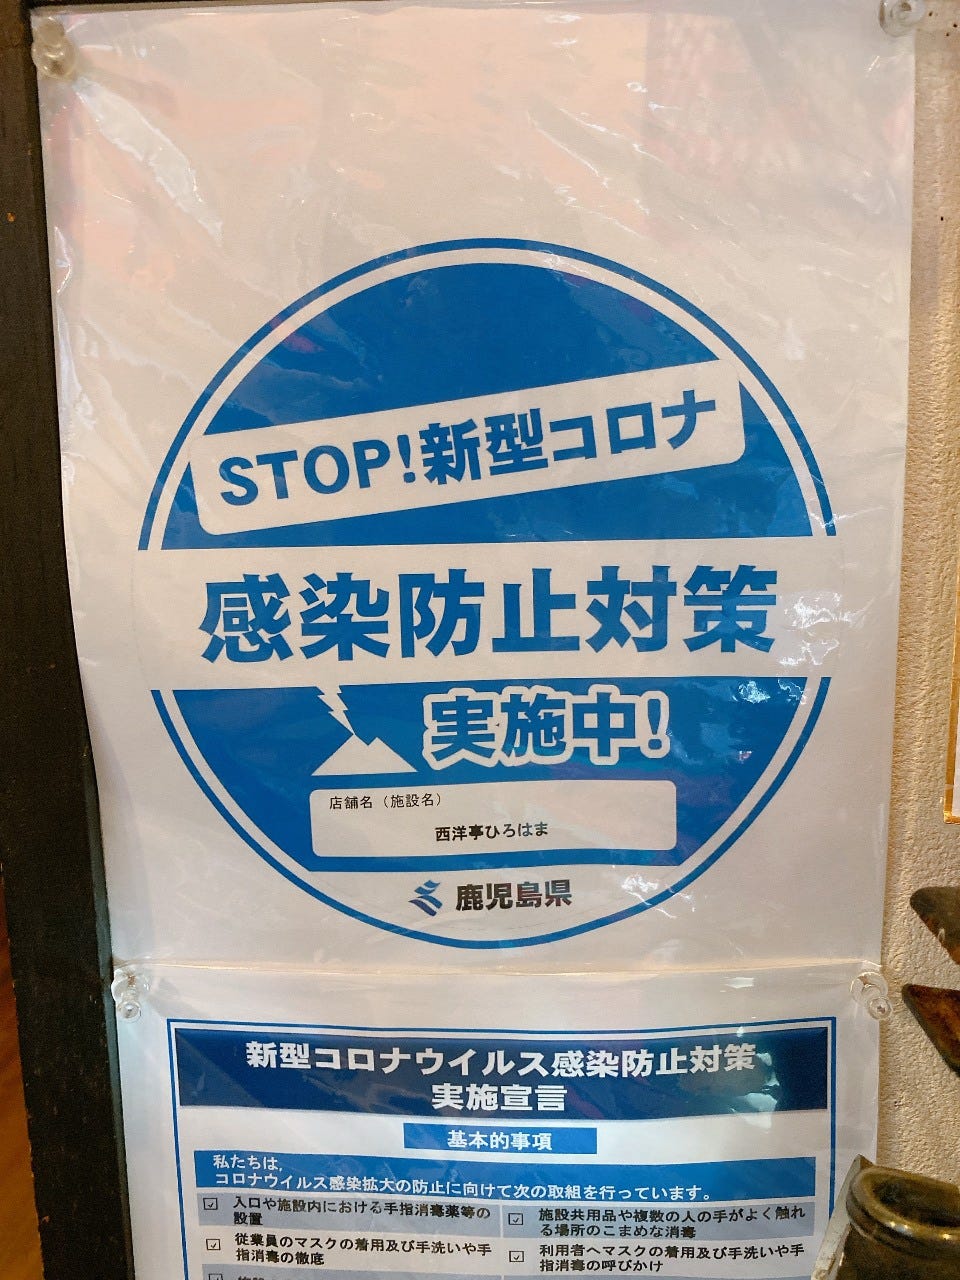 STOP!新型コロナ
感染防止対策
実施中!
店舗名（施設名）
西洋亭ひろはま
鹿児島県
新型コロナウイルス感染防止対策
実施宣言
基本的事項
私たちは、
コロナウイルス感染拡大の防止に向けて次の取組を行っています。
☑ 入口や施設内における手指消毒薬等の
設置
☑ 施設共用品や複数の人の手がよく触れ
る場所のこまめな消毒
☑ 従業員のマスクの着用及び手洗いや手
指消毒の徹底
☑ 利用者へマスクの着用及び手洗いや手
指消毒の呼びかけ